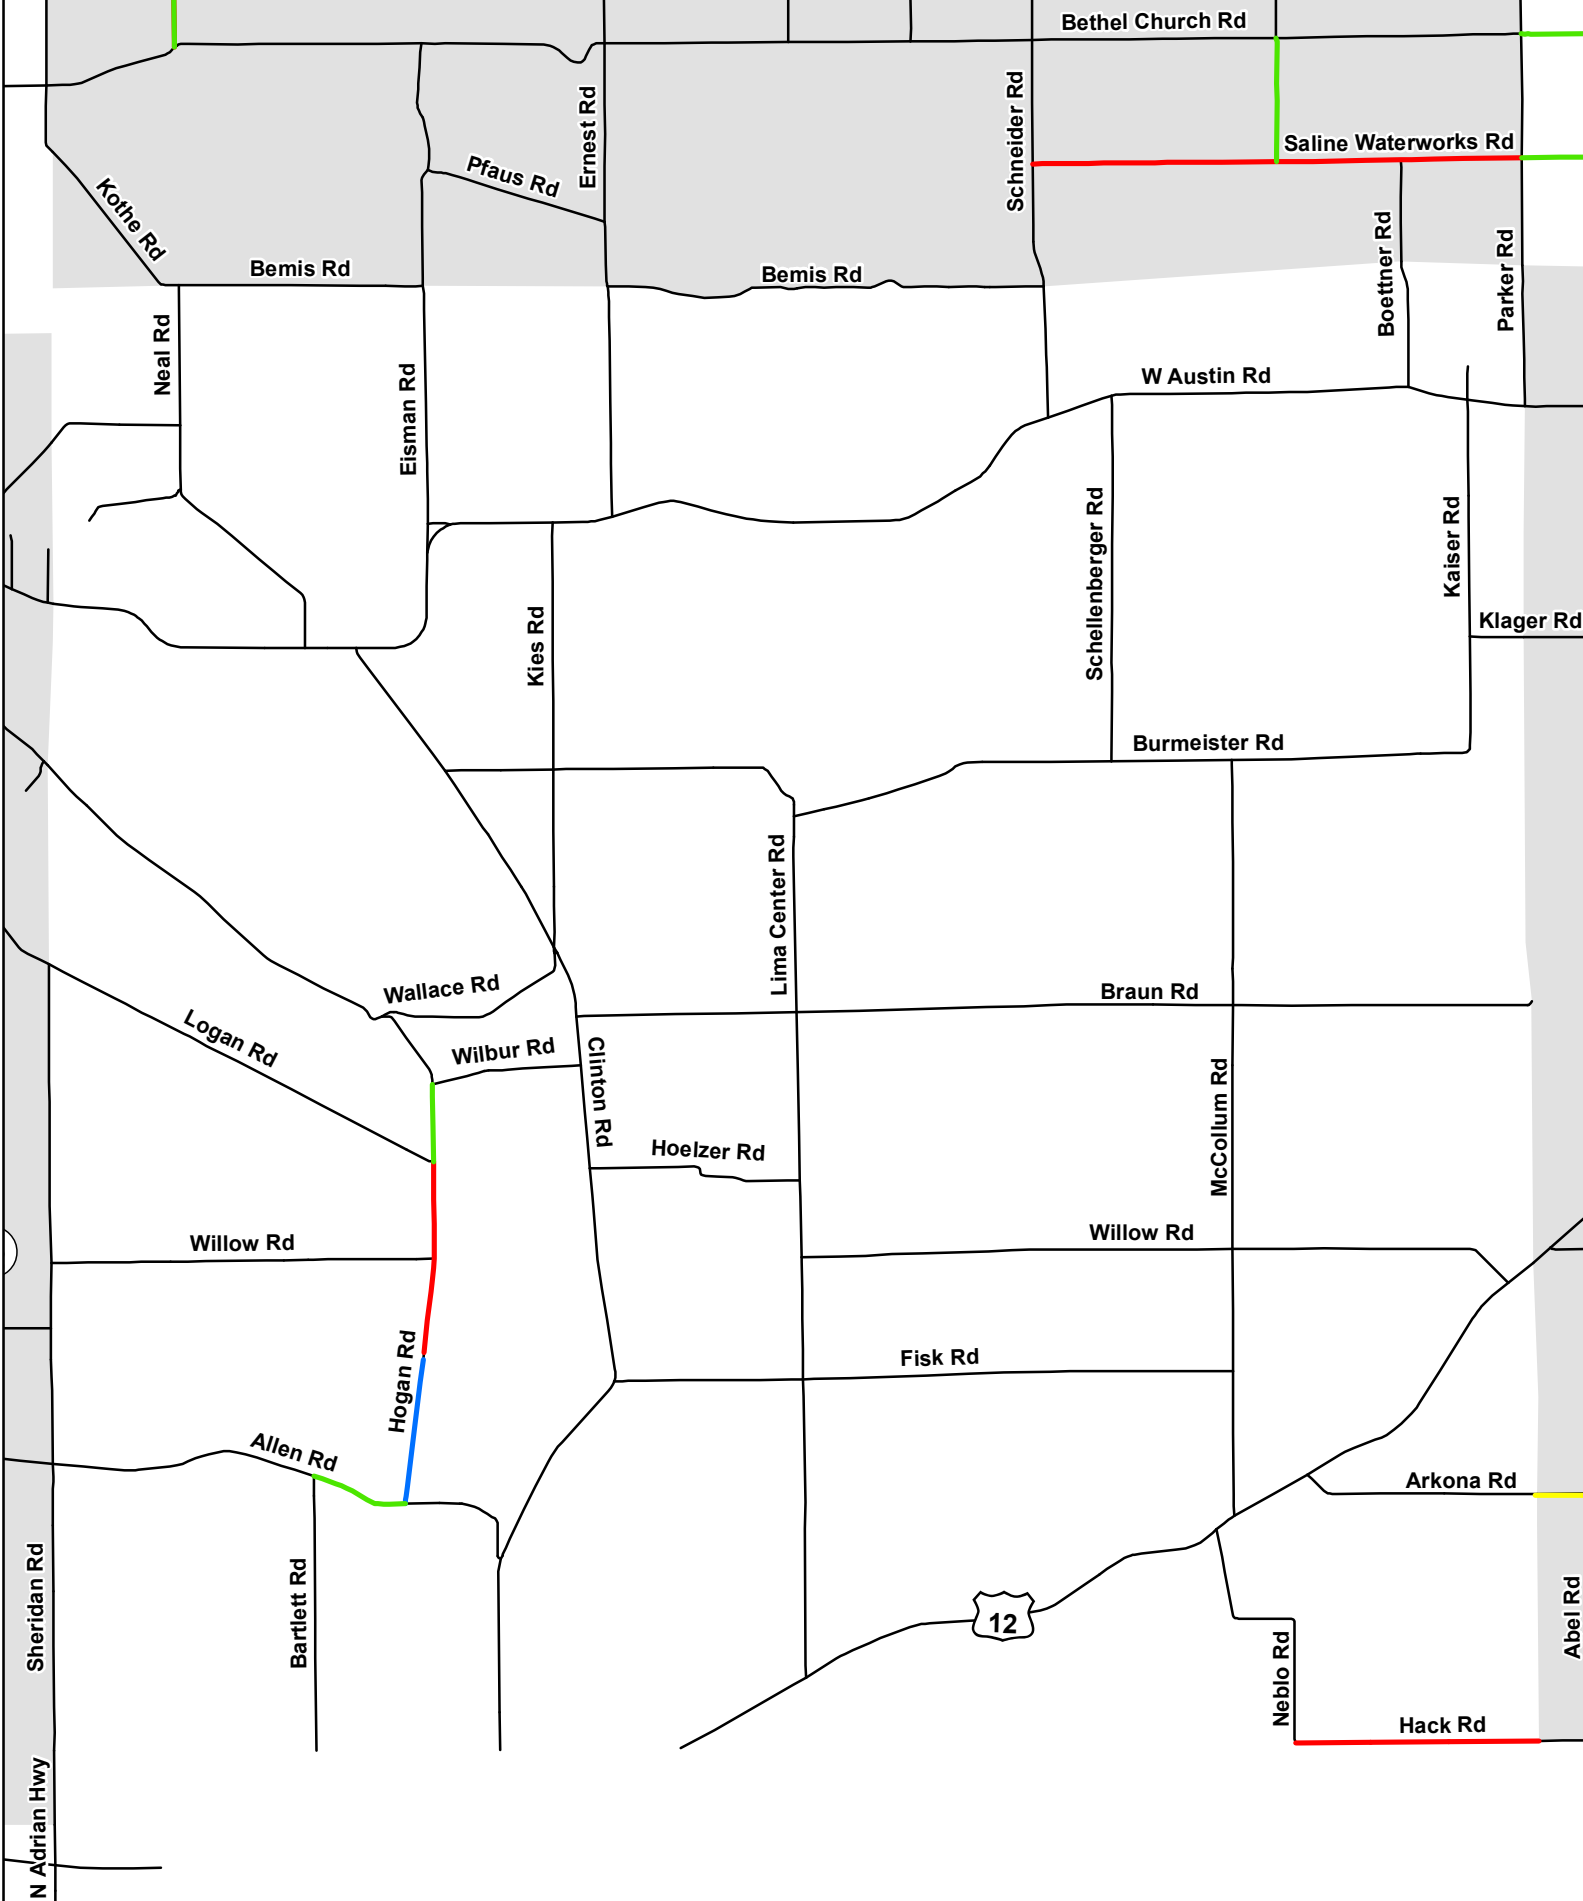 Bethel Church Rd
Schneider Rd
Ernest Rd
Saline Waterworks Rd
Pfaus Rd
Kothe Rd
Boettner Rd
Parker Rd
Bemis Rd
Bemis Rd
Neal Rd
Eisman Rd
W Austin Rd
Schellenberger Rd
Kaiser Rd
Kies Rd
Klager Rd
Burmeister Rd
Lima Center Rd
Wallace Rd
Braun Rd
Logan Rd
Wilbur Rd
Clinton Rd
McCollum Rd
Hoelzer Rd
Willow Rd
Willow Rd
Hogan Rd
Fisk Rd
Allen Rd
Arkona Rd
Sheridan Rd
Bartlett Rd
12
Abel Rd
Neblo Rd
Hack Rd
N Adrian Hwy